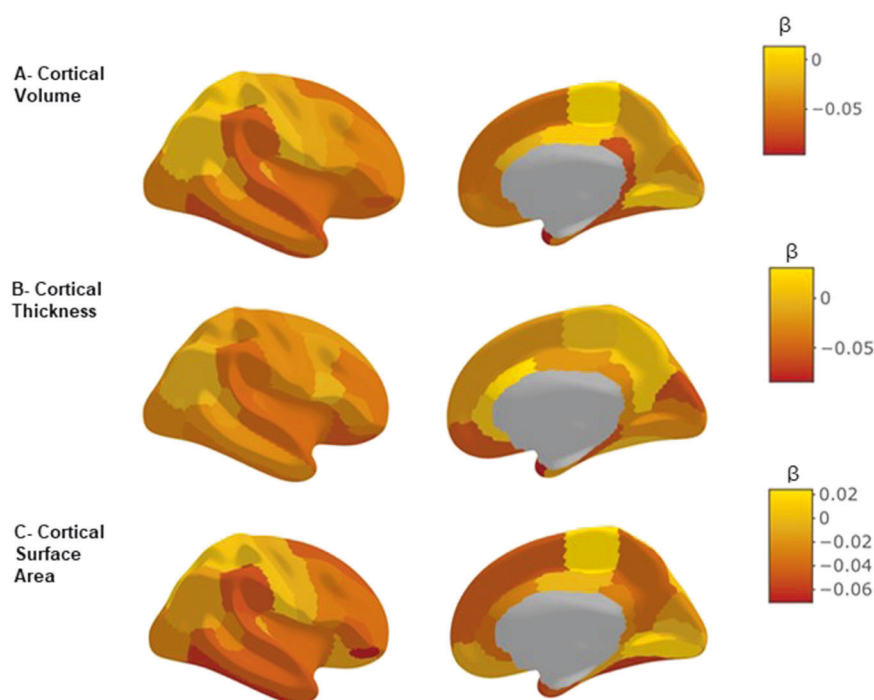 β
A- Cortical
Volume
0
−0.05
β
B- Cortical
Thickness
0
−0.05
β
C- Cortical
Surface
Area
0.02
0
−0.02
−0.04
−0.06